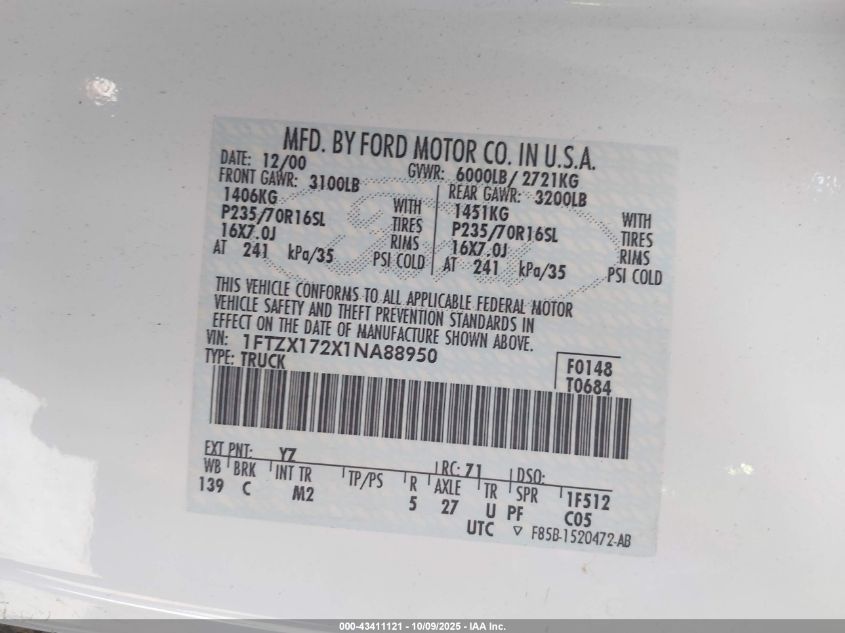 MFD. BY FORD MOTOR CO. IN U.S.A.
DATE: 12/00 GVWR: 6000LB/ 2721KG
FRONT GAWR: 3100LB REAR GAWR: 3200LB
1406KG WITH 1451KG WITH
P235/70R16SL TIRES P235/70R16SL TIRES
16X7.0J RIMS 16X7.0J RIMS
AT 241 kPa/35 PSI COLD AT 241 kPa/35 PSI COLD
THIS VEHICLE CONFORMS TO ALL APPLICABLE FEDERAL MOTOR
VEHICLE SAFETY AND THEFT PREVENTION STANDARDS IN
EFFECT ON THE DATE OF MANUFACTURE SHOWN ABOVE.
VIN: 1FTZX172X1NA88950
TYPE: TRUCK
F0148
T0684
EXT PNT: YZ RC: 71 DSO:
WB BRK INT TR TP/PS R AXLE TR SPR 1F512
139 C M2 5 27 U PF C05
UTC ▽ F85B-1520472-AB
000-43411121 - 10/09/2025 - IAA Inc.